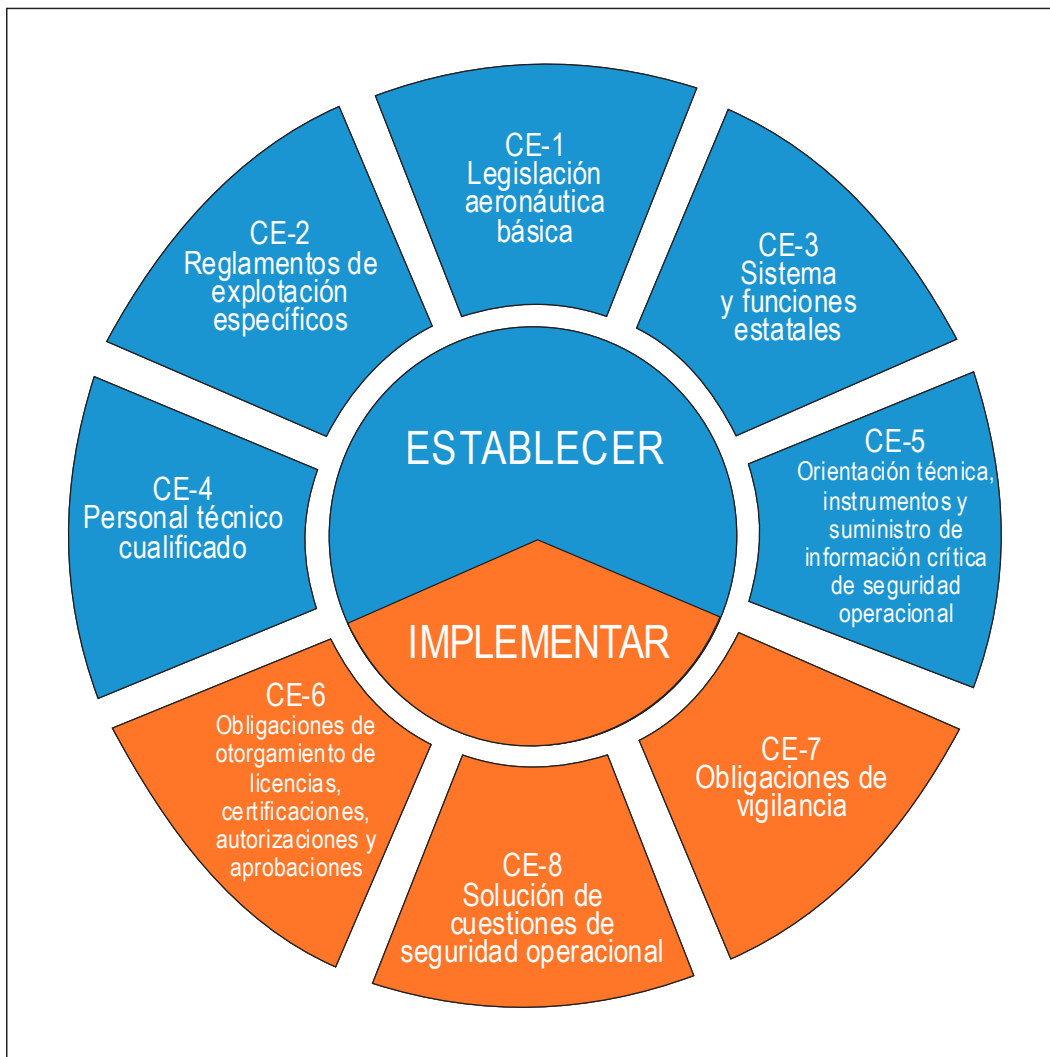 CE-1
Legislación
aeronáutica
básica
CE-2
Reglamentos de
explotación
específicos
CE-3
Sistema
y funciones
estatales
CE-4
Personal técnico
cualificado
CE-5
Orientación técnica,
instrumentos y
suministro de
información crítica
de seguridad
operacional
ESTABLECER
IMPLEMENTAR
CE-6
Obligaciones de
otorgamiento de
licencias,
certificaciones,
autorizaciones y
aprobaciones
CE-7
Obligaciones de
vigilancia
CE-8
Solución de
cuestiones de
seguridad operacional